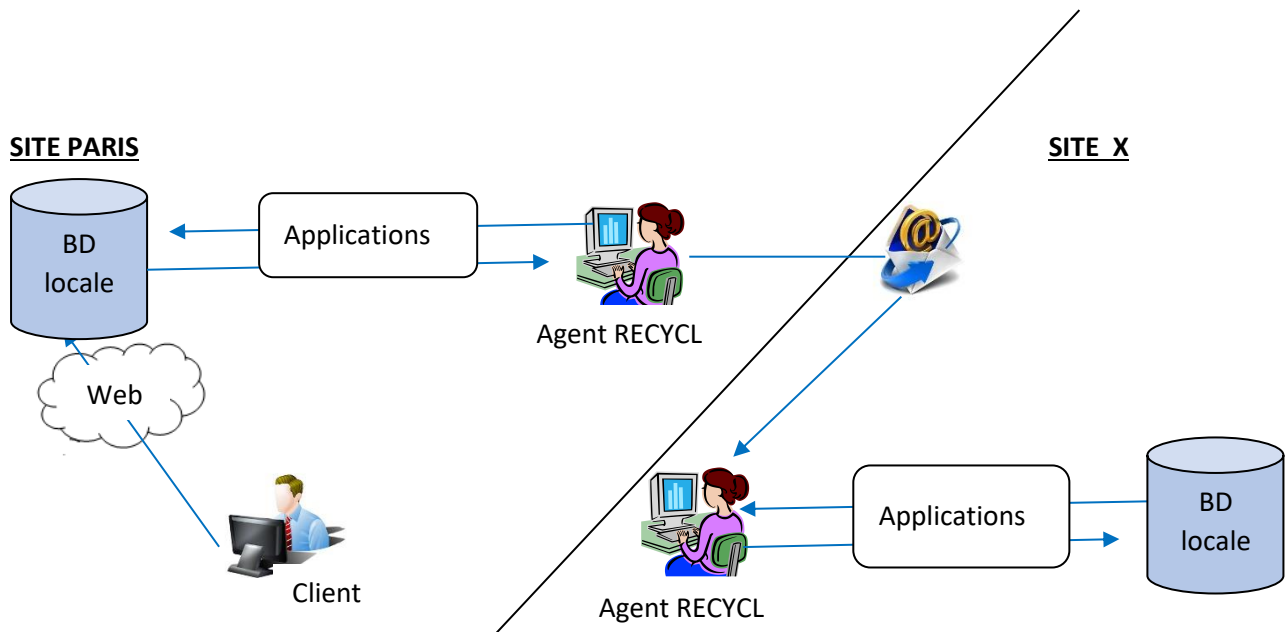 SITE PARIS
SITE X
BD
locale
Applications
@
Agent RECYCL
Web
Client
Agent RECYCL
Applications
BD
locale